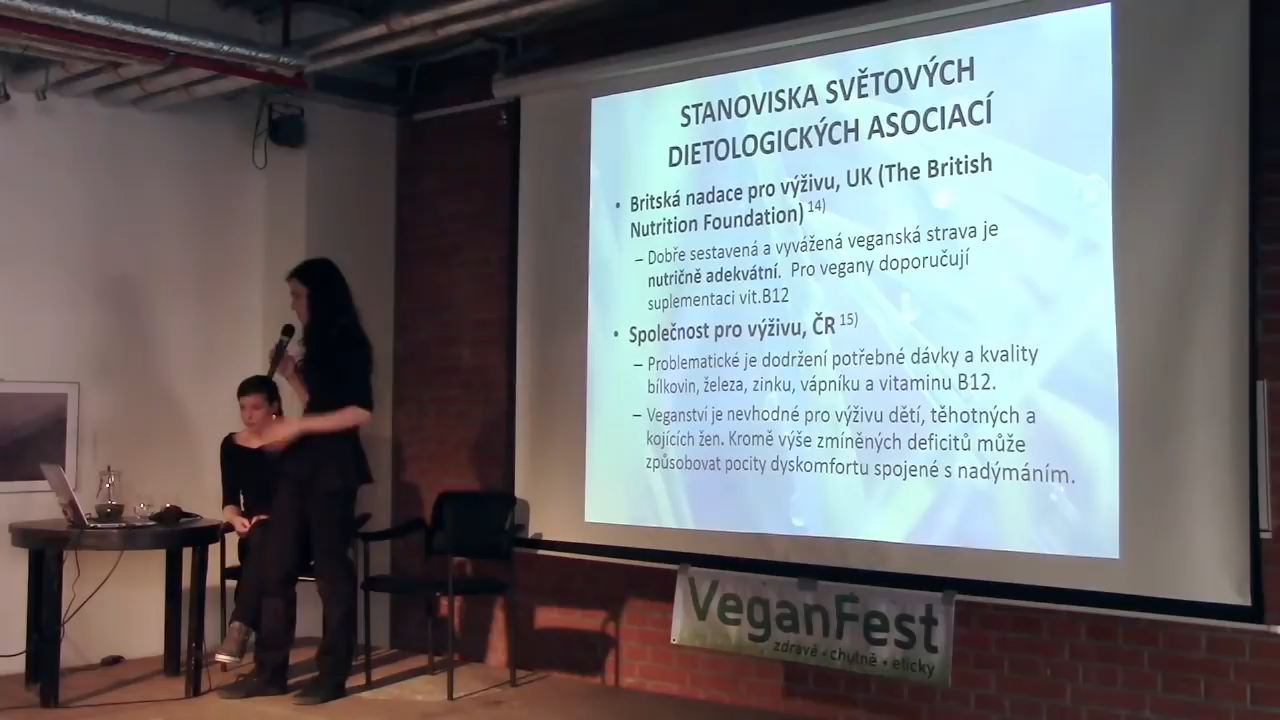 STANOVISKA SVĚTOVÝCH
DIETOLOGICKÝCH ASOCIACÍ
• Britská nadace pro výživu, UK (The British
Nutrition Foundation) 14)
– Dobře sestavená a vyvážená veganská strava je
nutričně adekvátní. Pro vegany doporučují
suplementaci vit.B12
• Společnost pro výživu, ČR 15)
– Problematické je dodržení potřebné dávky a kvality
bílkovin, železa, zinku, vápníku a vitaminu B12.
– Veganství je nevhodné pro výživu dětí, těhotných a
kojících žen. Kromě výše zmíněných deficitů může
způsobovat pocity dyskomfortu spojené s nadýmáním.
VeganFest
zdravě • chutně • eticky